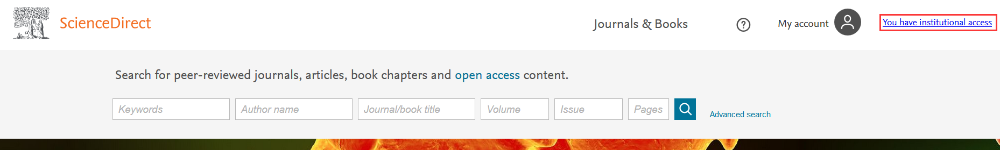 ScienceDirect
Journals & Books
?
My account
You have institutional access
Search for peer-reviewed journals, articles, book chapters and open access content.
Keywords
Author name
Journal/book title
Volume
Issue
Pages
Advanced search